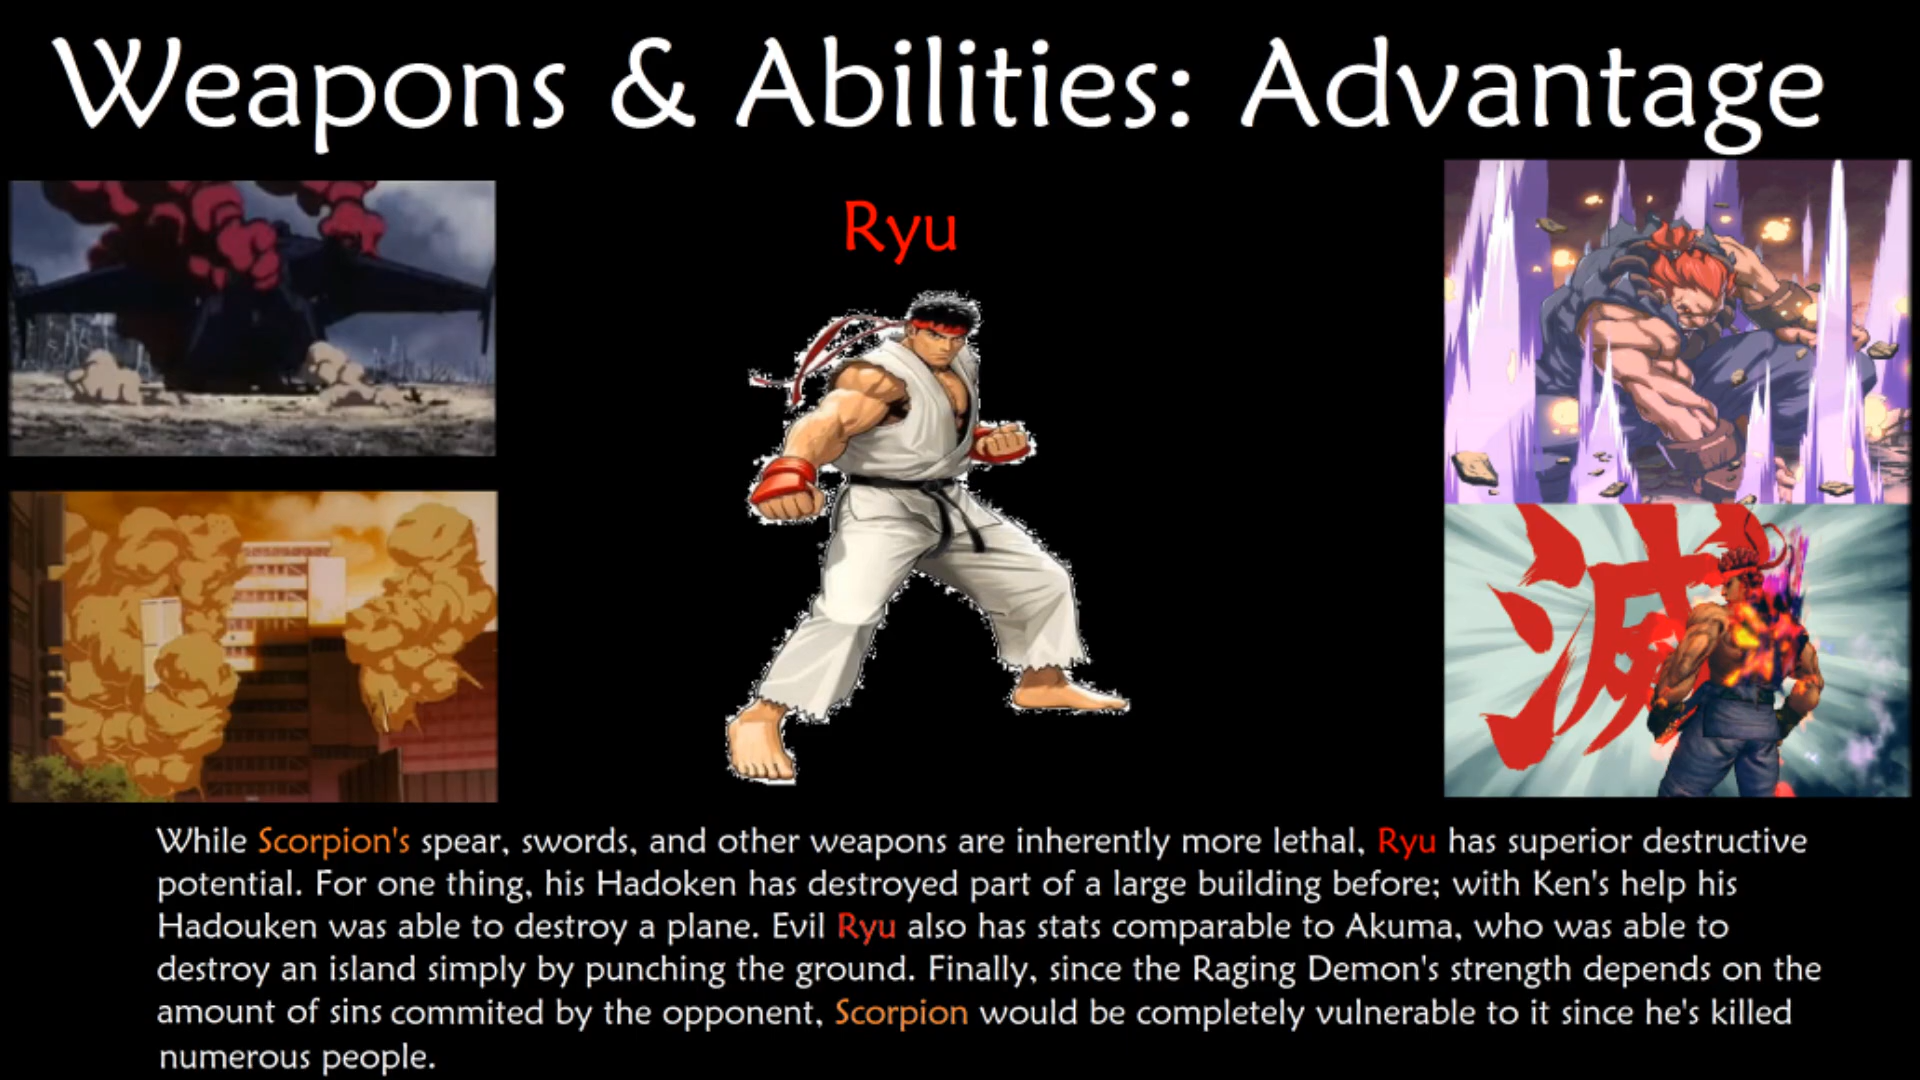 Weapons & Abilities: Advantage
Ryu
滅
While Scorpion's spear, swords, and other weapons are inherently more lethal, Ryu has superior destructive
potential. For one thing, his Hadoken has destroyed part of a large building before; with Ken's help his
Hadouken was able to destroy a plane. Evil Ryu also has stats comparable to Akuma, who was able to
destroy an island simply by punching the ground. Finally, since the Raging Demon's strength depends on the
amount of sins commited by the opponent, Scorpion would be completely vulnerable to it since he's killed
numerous people.